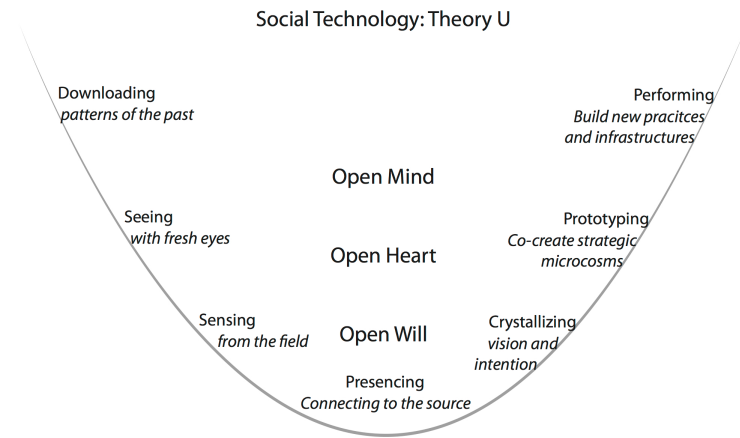 Social Technology: Theory U
Downloading
patterns of the past
Performing
Build new pracitces
and infrastructures
Open Mind
Seeing
with fresh eyes
Prototyping
Co-create strategic
microcosms
Open Heart
Sensing
from the field
Open Will
Crystallizing
vision and
intention
Presencing
Connecting to the source